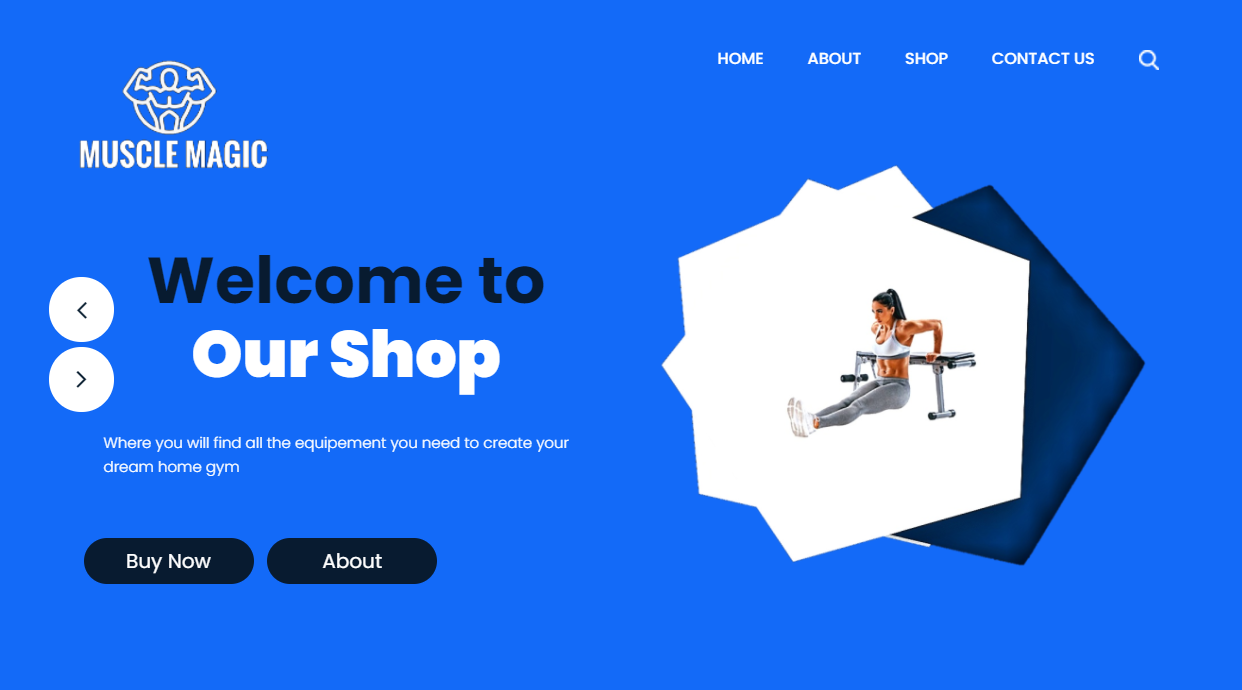 HOME ABOUT SHOP CONTACT US
MUSCLE MAGIC
Welcome to
Our Shop
Where you will find all the equipement you need to create your
dream home gym
Buy Now About